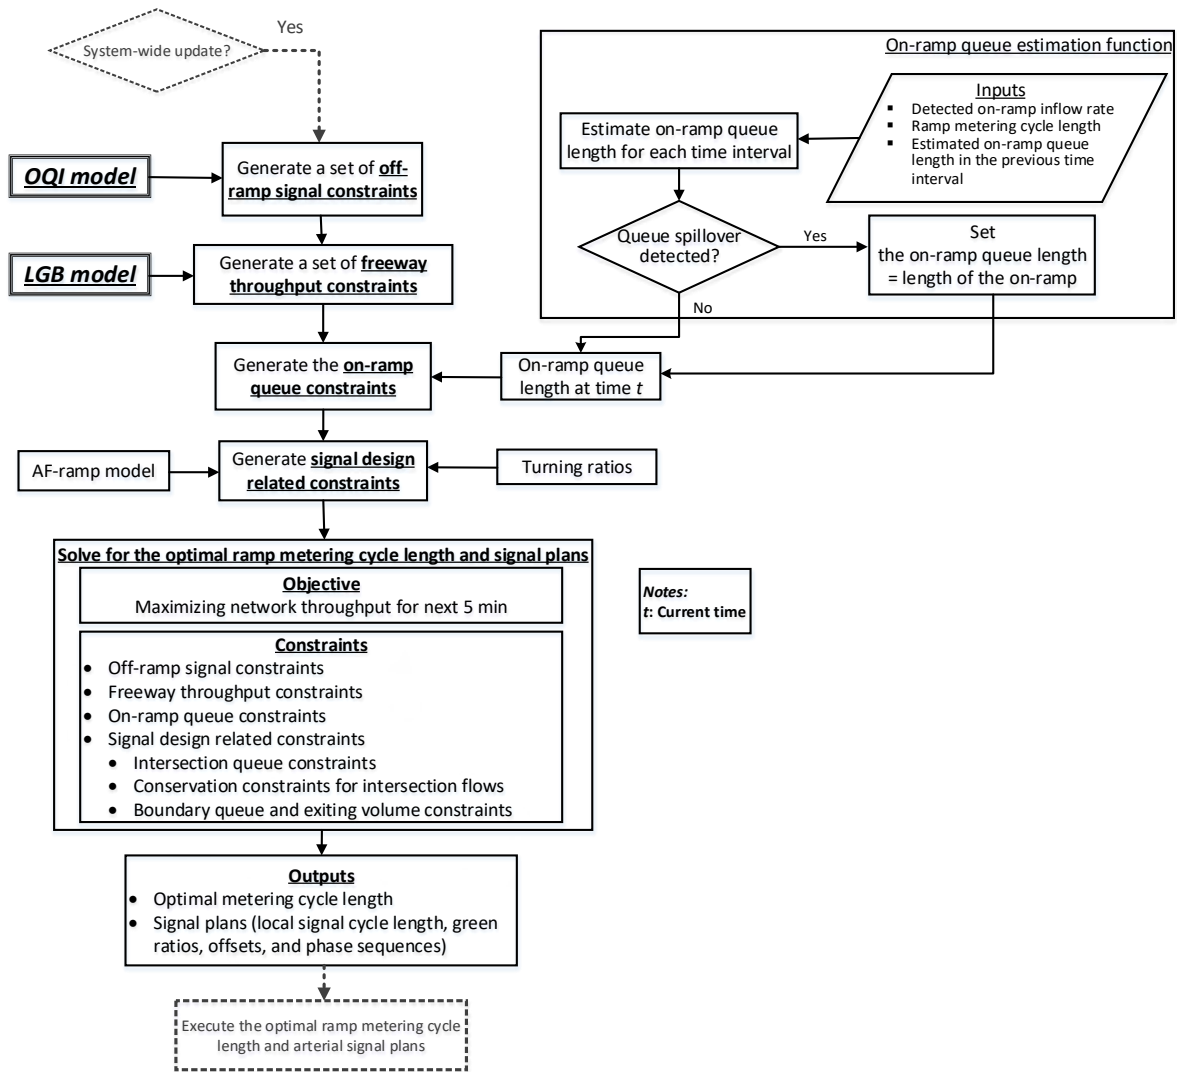 System-wide update?
Yes
OQI model
Generate a set of off-
ramp signal constraints
LGB model
Generate a set of freeway
throughput constraints
Generate the on-ramp
queue constraints
On-ramp queue estimation function
Inputs
▪ Detected on-ramp inflow rate
▪ Ramp metering cycle length
▪ Estimated on-ramp queue
length in the previous time
interval
Estimate on-ramp queue
length for each time interval
Queue spillover
detected?
Yes
No
Set
the on-ramp queue length
= length of the on-ramp
On-ramp queue
length at time t
AF-ramp model
Generate signal design
related constraints
Turning ratios
Solve for the optimal ramp metering cycle length and signal plans
Objective
Maximizing network throughput for next 5 min
Constraints
• Off-ramp signal constraints
• Freeway throughput constraints
• On-ramp queue constraints
• Signal design related constraints
• Intersection queue constraints
• Conservation constraints for intersection flows
• Boundary queue and exiting volume constraints
Notes:
t: Current time
Outputs
• Optimal metering cycle length
• Signal plans (local signal cycle length, green
ratios, offsets, and phase sequences)
Execute the optimal ramp metering cycle
length and arterial signal plans